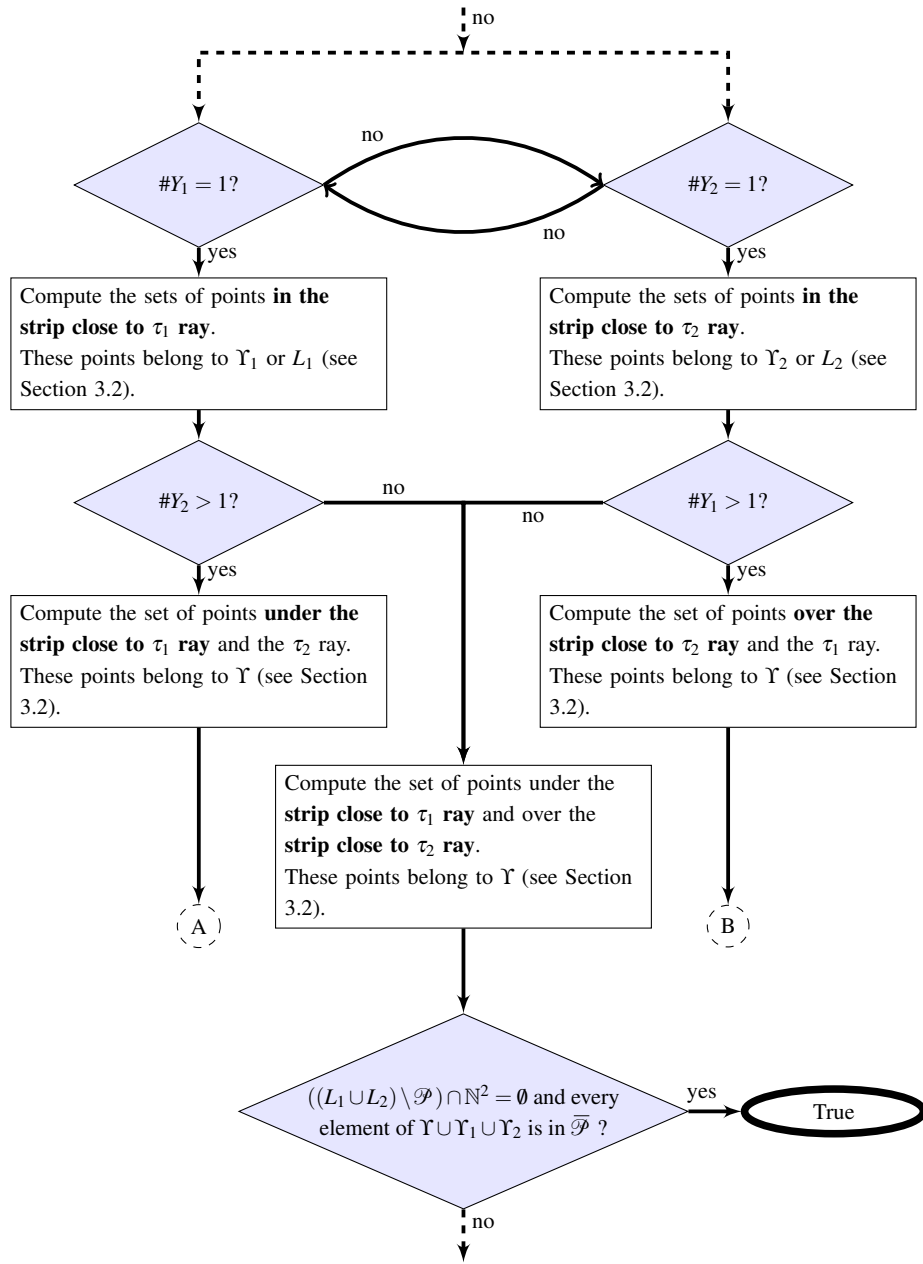 no
no
#Y₁ = 1?
#Y₂ = 1?
no
yes
yes
Compute the sets of points in the
strip close to τ₁ ray.
These points belong to ϒ₁ or L₁ (see
Section 3.2).
Compute the sets of points in the
strip close to τ₂ ray.
These points belong to ϒ₂ or L₂ (see
Section 3.2).
#Y₂ > 1?
no
no
#Y₁ > 1?
yes
yes
Compute the set of points under the
strip close to τ₁ ray and the τ₂ ray.
These points belong to ϒ (see Section
3.2).
Compute the set of points over the
strip close to τ₂ ray and the τ₁ ray.
These points belong to ϒ (see Section
3.2).
Compute the set of points under the
strip close to τ₁ ray and over the
strip close to τ₂ ray.
These points belong to ϒ (see Section
3.2).
A
B
((L₁ ∪ L₂) \ 𝒫) ∩ ℕ² = ∅ and every
element of ϒ ∪ ϒ₁ ∪ ϒ₂ is in 𝒫̅ ?
yes
True
no